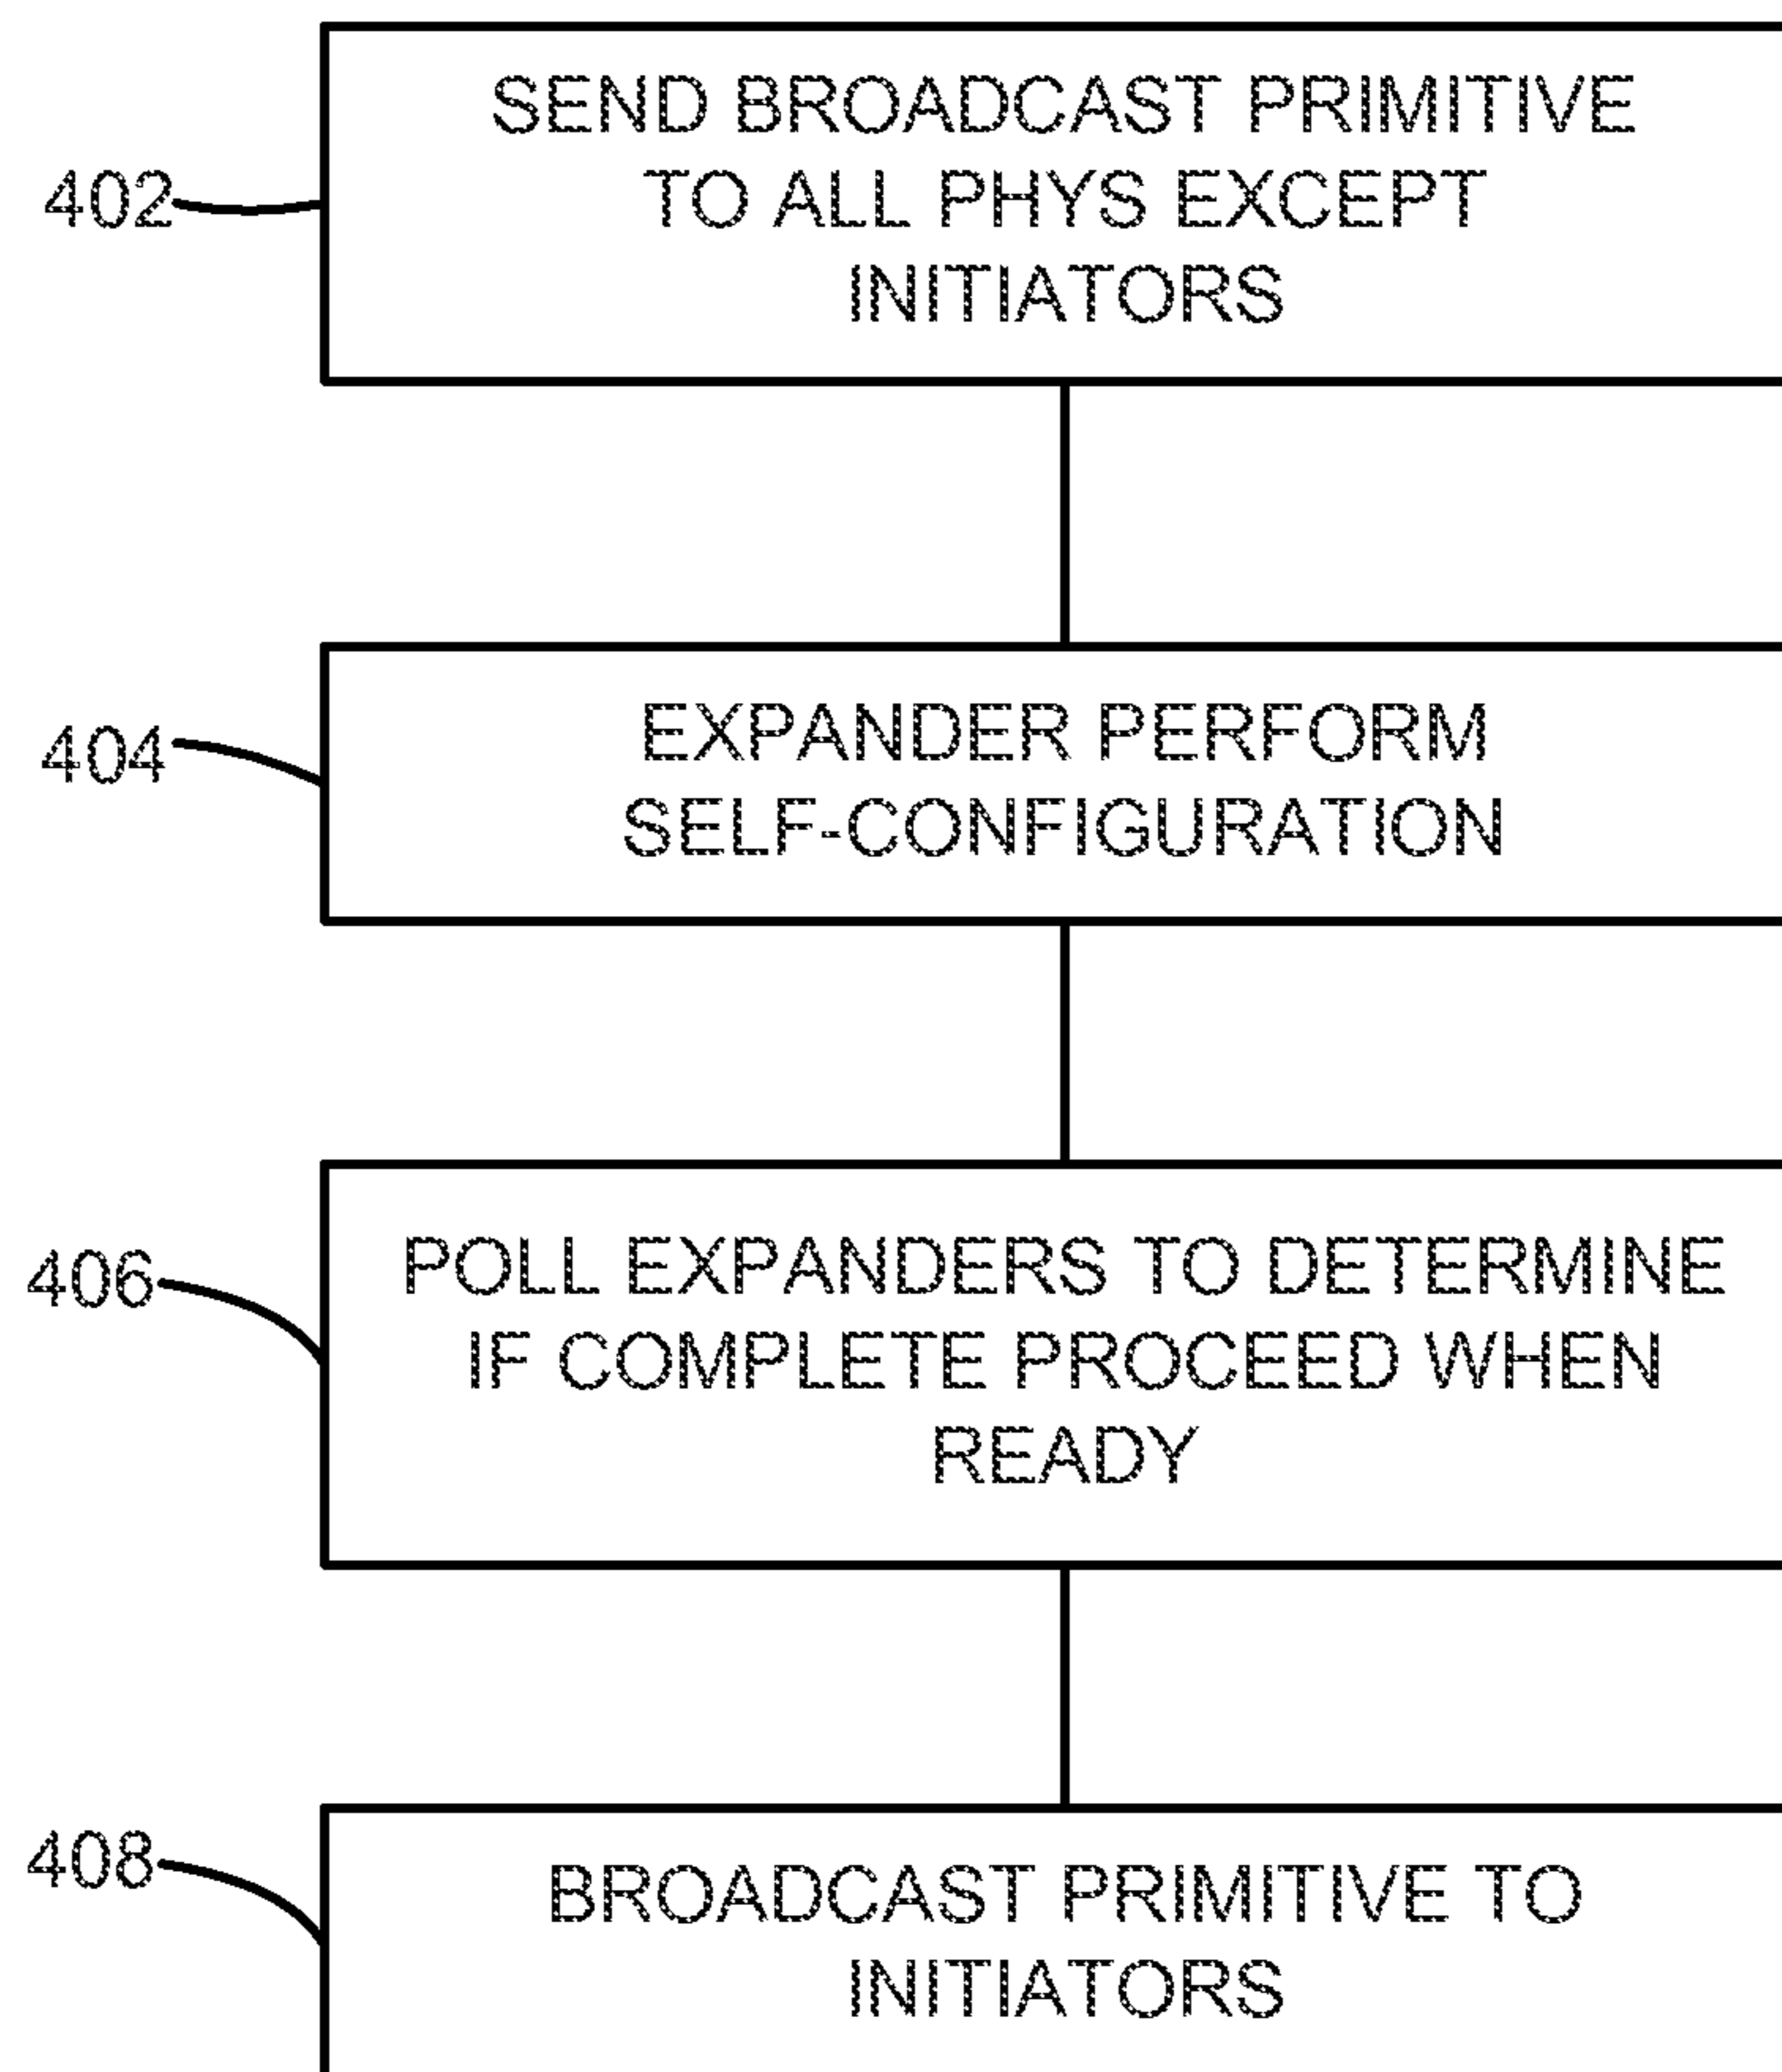 SEND BROADCAST PRIMITIVE
TO ALL PHYS EXCEPT
INITIATORS
402
EXPANDER PERFORM
SELF-CONFIGURATION
404
POLL EXPANDERS TO DETERMINE
IF COMPLETE PROCEED WHEN
READY
406
BROADCAST PRIMITIVE TO
INITIATORS
408